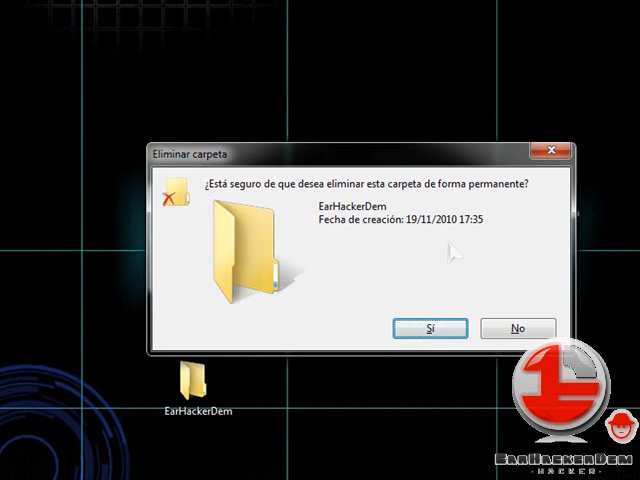 Eliminar carpeta
¿Está seguro de que desea eliminar esta carpeta de forma permanente?
EarHackerDem
Fecha de creación: 19/11/2010 17:35
Sí
No
EarHackerDem
EarHackerDem
-HACKER-